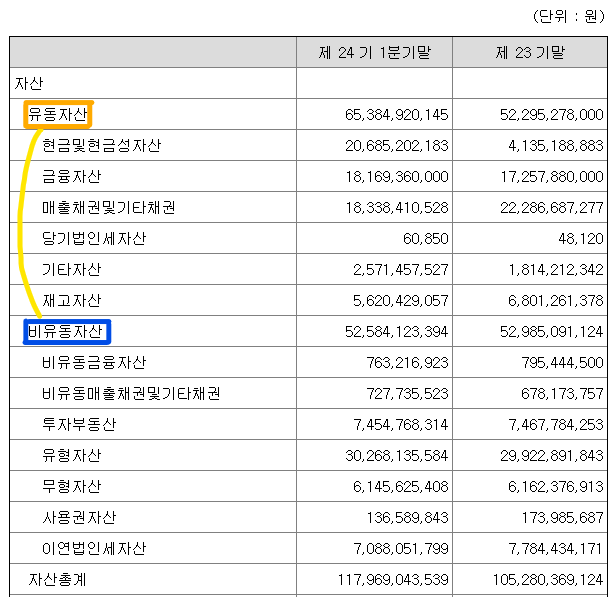 (단위 : 원)
제 24 기 1분기말 제 23 기말
자산
유동자산 65,384,920,145 52,295,278,000
현금및현금성자산 20,685,202,183 4,135,188,883
금융자산 18,169,360,000 17,257,880,000
매출채권및기타채권 18,338,410,528 22,286,687,277
당기법인세자산 60,850 48,120
기타자산 2,571,457,527 1,814,212,342
재고자산 5,620,429,057 6,801,261,378
비유동자산 52,584,123,394 52,985,091,124
비유동금융자산 763,216,923 795,444,500
비유동매출채권및기타채권 727,735,523 678,173,757
투자부동산 7,454,768,314 7,467,784,253
유형자산 30,268,135,584 29,922,891,843
무형자산 6,145,625,408 6,162,376,913
사용권자산 136,589,843 173,985,687
이연법인세자산 7,088,051,799 7,784,434,171
자산총계 117,969,043,539 105,280,369,124